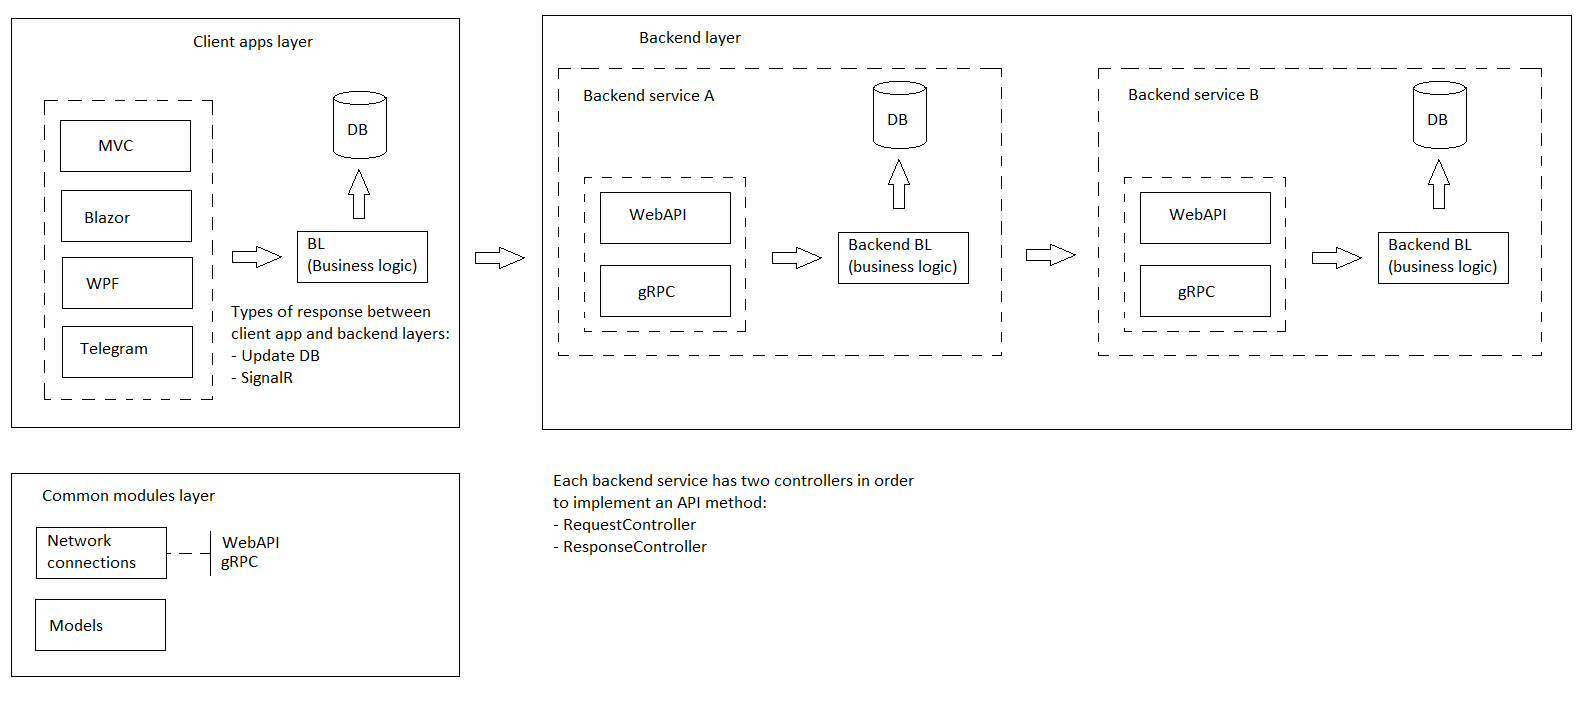 Client apps layer
MVC
Blazor
WPF
Telegram
DB
BL
(Business logic)
Types of response between
client app and backend layers:
- Update DB
- SignalR
Backend layer
Backend service A
WebAPI
gRPC
DB
Backend BL
(business logic)
Backend service B
WebAPI
gRPC
DB
Backend BL
(business logic)
Common modules layer
Network
connections
WebAPI
gRPC
Models
Each backend service has two controllers in order
to implement an API method:
- RequestController
- ResponseController